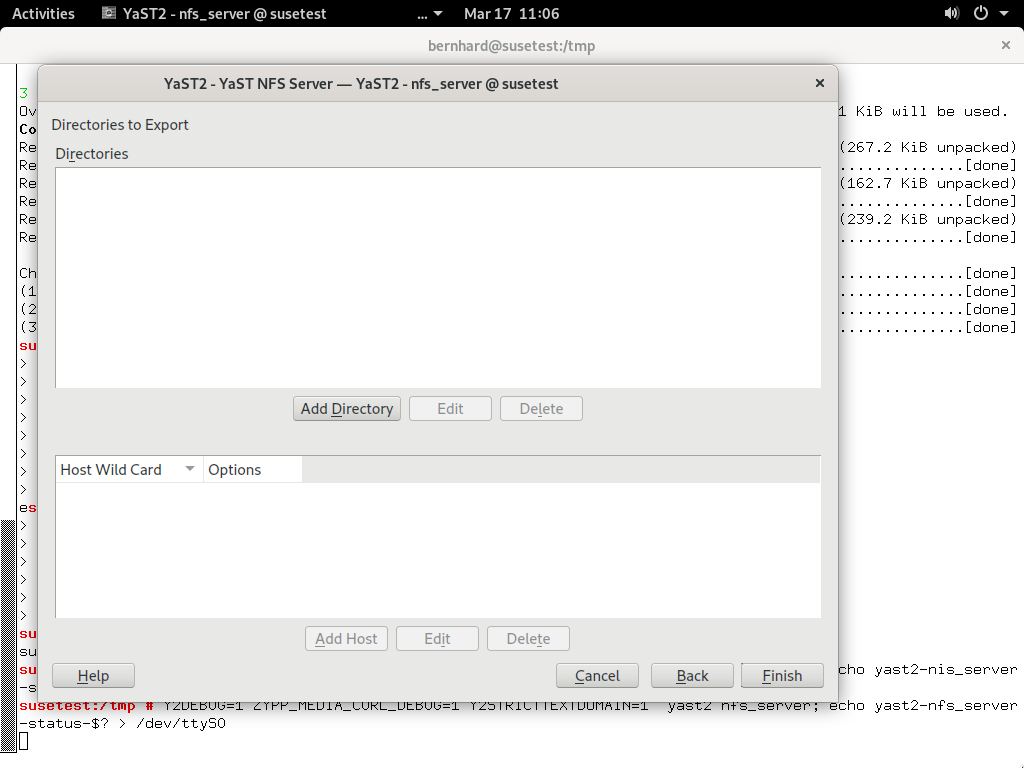 Activities YaST2 - nfs_server @ susetest ... Mar 17 11:06
bernhard@susetest:/tmp ×
YaST2 - YaST NFS Server — YaST2 - nfs_server @ susetest ×
3
Ov 1 KiB will be used.
Co
Directories to Export
Re (267.2 KiB unpacked)
Directories
Re ..............[done]
Re (162.7 KiB unpacked)
Re ..............[done]
Re (239.2 KiB unpacked)
Re ..............[done]
Ch ..............[done]
(1 ..............[done]
(2 ..............[done]
(3 ..............[done]
su
>
>
>
Add Directory Edit Delete
>
>
>
Host Wild Card Options
>
>
es
>
>
>
>
>
>
su
Add Host Edit Delete
su
su echo yast2-nis_server
Help Cancel Back Finish
-s
susetest:/tmp # Y2DEBUG=1 ZYPP_MEDIA_CURL_DEBUG=1 Y2STRICTTEXTDOMAIN=1 yast2 nfs_server; echo yast2-nfs_server
-status-$? > /dev/ttyS0